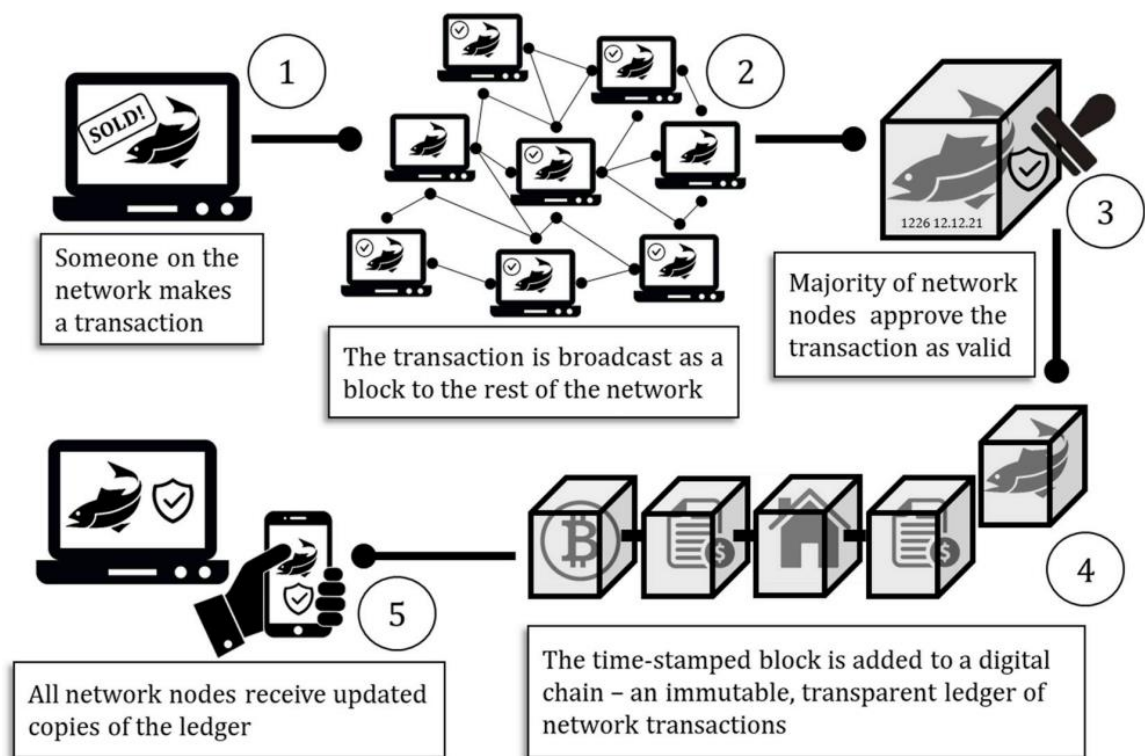 1
SOLD!
Someone on the
network makes
a transaction
2
The transaction is broadcast as a
block to the rest of the network
1226 12.12.21
3
Majority of network
nodes approve the
transaction as valid
4
The time-stamped block is added to a digital
chain – an immutable, transparent ledger of
network transactions
5
All network nodes receive updated
copies of the ledger